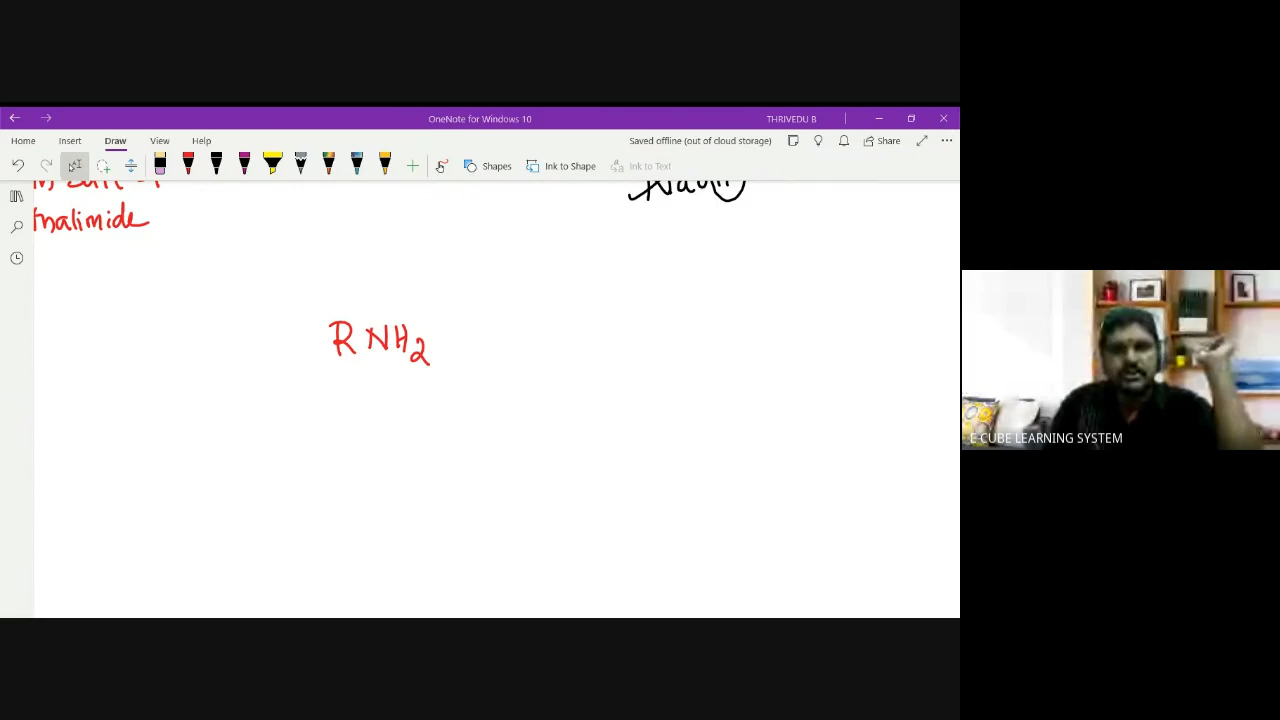 OneNote for Windows 10
THRIVEDU B
Home Insert Draw View Help
Saved offline (out of cloud storage)
Share
Shapes
Ink to Shape
Ink to Text
halimide
RNH2
E CUBE LEARNING SYSTEM